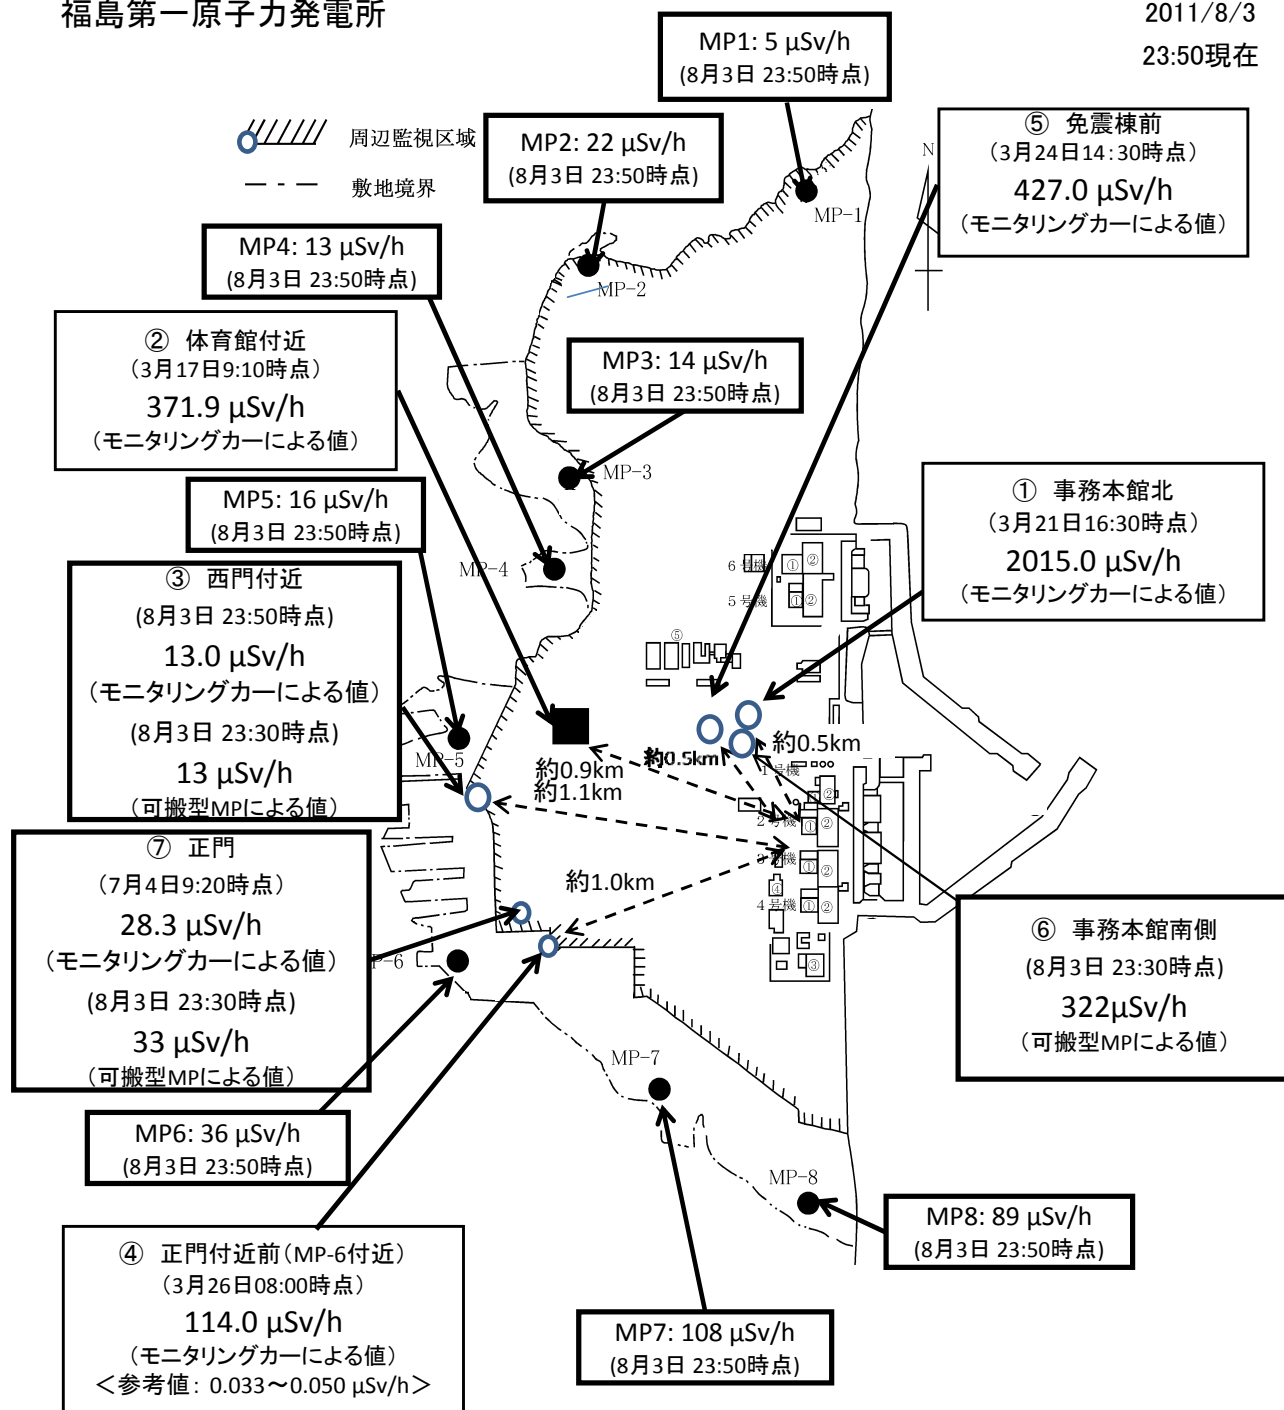 福島第一原子力発電所
2011/8/3
23:50現在
周辺監視区域
敷地境界
MP1: 5 μSv/h
(8月3日 23:50時点)
MP2: 22 μSv/h
(8月3日 23:50時点)
⑤ 免震棟前
(3月24日14:30時点)
427.0 μSv/h
(モニタリングカーによる値)
N
MP-1
MP4: 13 μSv/h
(8月3日 23:50時点)
MP-2
② 体育館付近
(3月17日9:10時点)
371.9 μSv/h
(モニタリングカーによる値)
MP3: 14 μSv/h
(8月3日 23:50時点)
MP-3
MP5: 16 μSv/h
(8月3日 23:50時点)
① 事務本館北
(3月21日16:30時点)
2015.0 μSv/h
(モニタリングカーによる値)
MP-4
6号機
① ②
5号機
① ②
③ 西門付近
(8月3日 23:50時点)
13.0 μSv/h
(モニタリングカーによる値)
(8月3日 23:30時点)
13 μSv/h
(可搬型MPによる値)
⑤
MP-5
約0.9km
約1.1km
約0.5km
約0.5km
1号機
① ②
2号機
① ②
3号機
① ②
④
4号機
① ②
③
約1.0km
⑦ 正門
(7月4日9:20時点)
28.3 μSv/h
(モニタリングカーによる値)
(8月3日 23:30時点)
33 μSv/h
(可搬型MPによる値)
P-6
⑥ 事務本館南側
(8月3日 23:30時点)
322μSv/h
(可搬型MPによる値)
MP-7
MP6: 36 μSv/h
(8月3日 23:50時点)
MP-8
MP8: 89 μSv/h
(8月3日 23:50時点)
④ 正門付近前(MP-6付近)
(3月26日08:00時点)
114.0 μSv/h
(モニタリングカーによる値)
<参考値: 0.033～0.050 μSv/h>
MP7: 108 μSv/h
(8月3日 23:50時点)